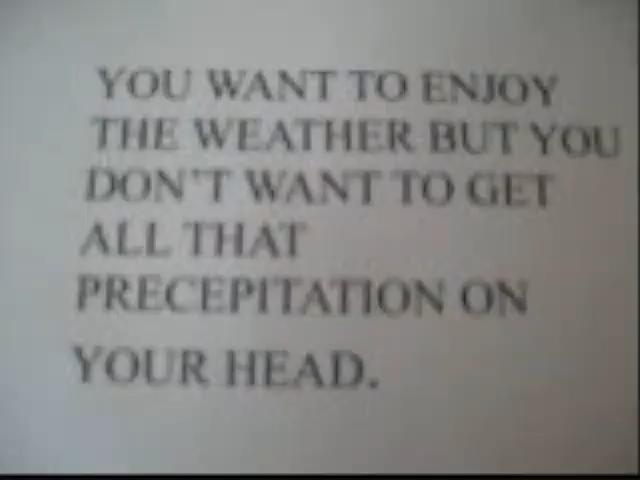 YOU WANT TO ENJOY
THE WEATHER BUT YOU
DON'T WANT TO GET
ALL THAT
PRECEPITATION ON
YOUR HEAD.